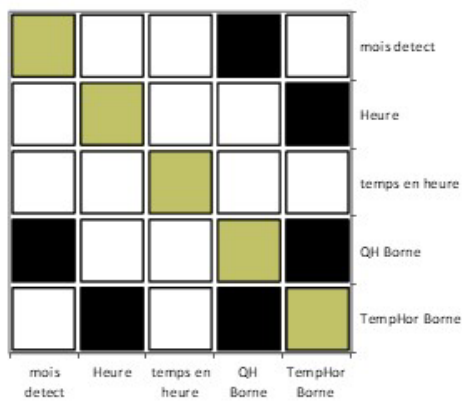 mois detect
Heure
temps en heure
QH Borne
TempHor Borne
mois Heure temps en QH TempHor
detect heure Borne Borne